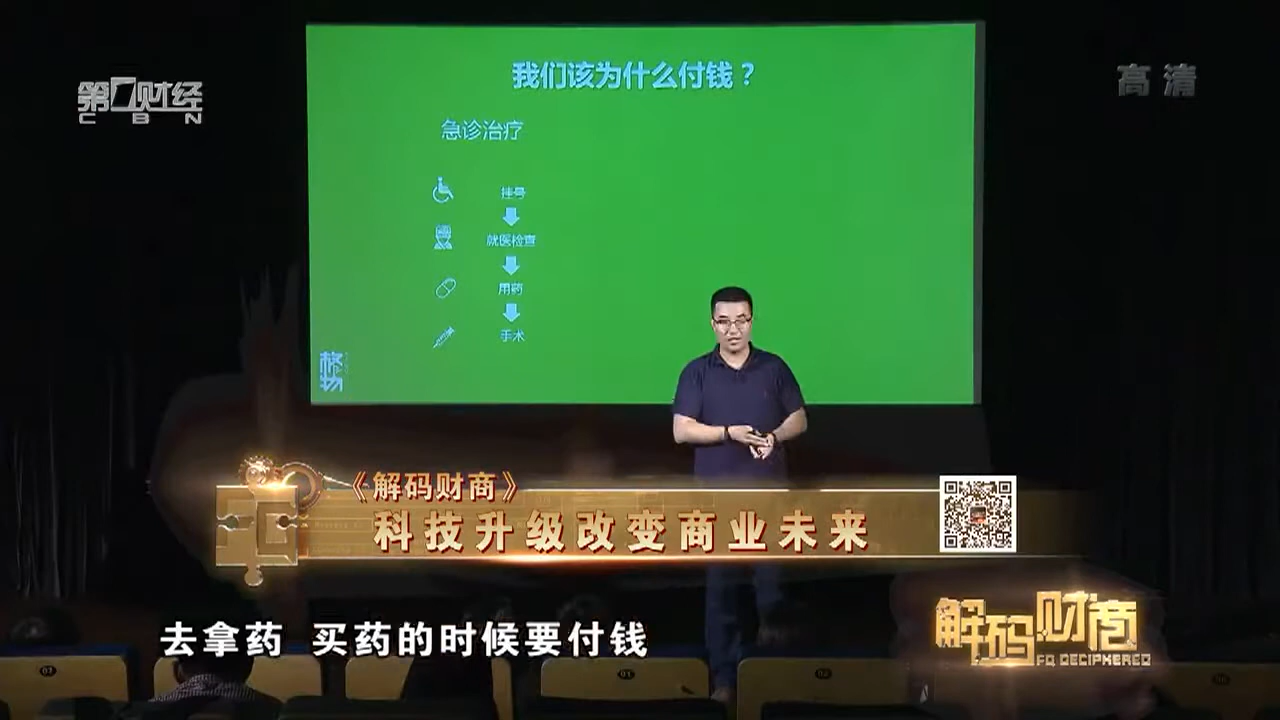 我们该为什么付钱？
第一财经
CBN
高清
急诊治疗
挂号
就医检查
用药
手术
格物
《解码财商》
科技升级改变商业未来
解码财商
FQ DECIPHERED
去拿药 买药的时候要付钱
01